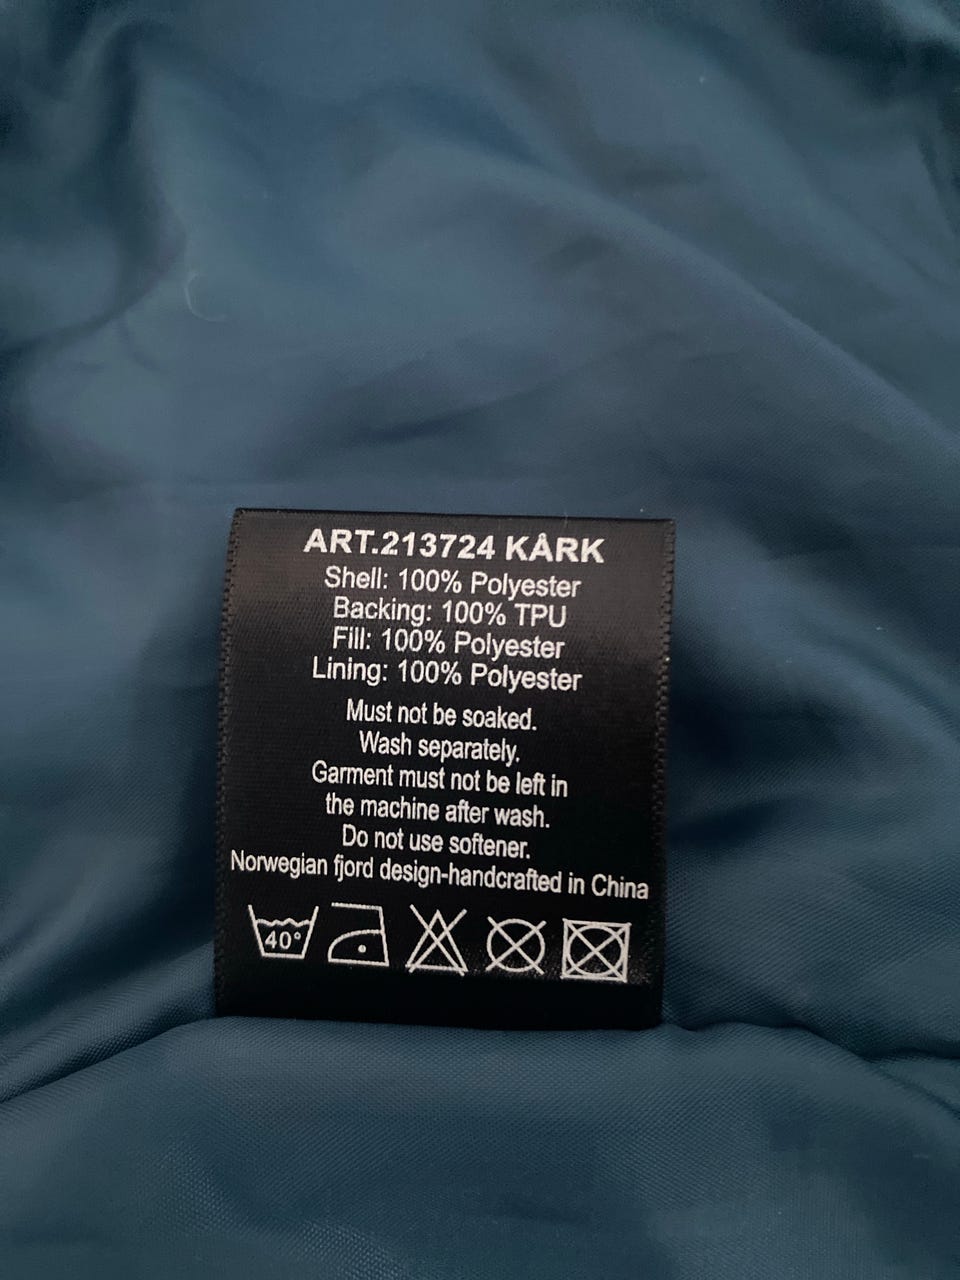 ART.213724 KÅRK
Shell: 100% Polyester
Backing: 100% TPU
Fill: 100% Polyester
Lining: 100% Polyester
Must not be soaked.
Wash separately.
Garment must not be left in
the machine after wash.
Do not use softener.
Norwegian fjord design-handcrafted in China
40°